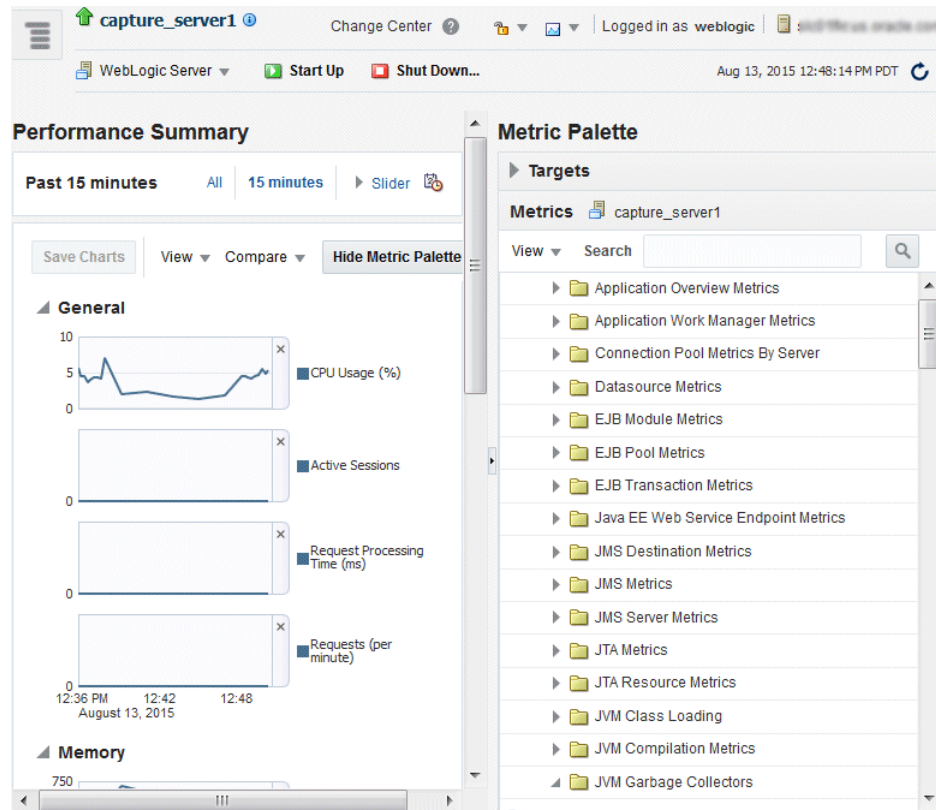 capture_server1
Change Center
Logged in as weblogic
WebLogic Server
Start Up
Shut Down...
Aug 13, 2015 12:48:14 PM PDT
Performance Summary
Past 15 minutes
All
15 minutes
Slider
Save Charts
View
Compare
Hide Metric Palette
General
10
5
0
CPU Usage (%)
0
Active Sessions
0
Request Processing
Time (ms)
0
Requests (per
minute)
12:36 PM
12:42
12:48
August 13, 2015
Memory
750
Metric Palette
Targets
Metrics
capture_server1
View
Search
Application Overview Metrics
Application Work Manager Metrics
Connection Pool Metrics By Server
Datasource Metrics
EJB Module Metrics
EJB Pool Metrics
EJB Transaction Metrics
Java EE Web Service Endpoint Metrics
JMS Destination Metrics
JMS Metrics
JMS Server Metrics
JTA Metrics
JTA Resource Metrics
JVM Class Loading
JVM Compilation Metrics
JVM Garbage Collectors